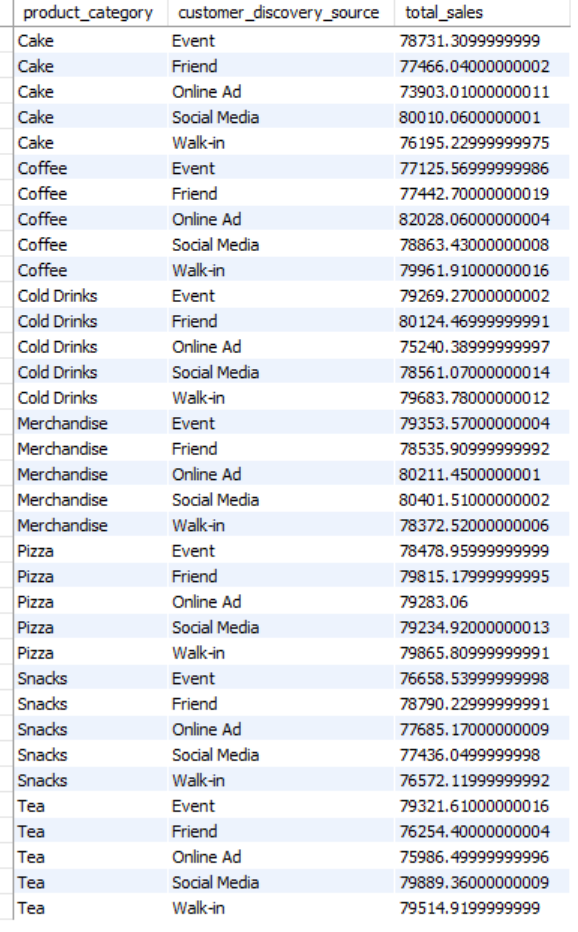 product_category customer_discovery_source total_sales
Cake Event 78731.3099999999
Cake Friend 77466.04000000002
Cake Online Ad 73903.01000000011
Cake Social Media 80010.0600000001
Cake Walk-in 76195.22999999975
Coffee Event 77125.56999999986
Coffee Friend 77442.70000000019
Coffee Online Ad 82028.06000000004
Coffee Social Media 78863.43000000008
Coffee Walk-in 79961.91000000016
Cold Drinks Event 79269.27000000002
Cold Drinks Friend 80124.46999999991
Cold Drinks Online Ad 75240.38999999997
Cold Drinks Social Media 78561.07000000014
Cold Drinks Walk-in 79683.78000000012
Merchandise Event 79353.57000000004
Merchandise Friend 78535.90999999992
Merchandise Online Ad 80211.4500000001
Merchandise Social Media 80401.51000000002
Merchandise Walk-in 78372.52000000006
Pizza Event 78478.95999999999
Pizza Friend 79815.17999999995
Pizza Online Ad 79283.06
Pizza Social Media 79234.92000000013
Pizza Walk-in 79865.80999999991
Snacks Event 76658.53999999998
Snacks Friend 78790.22999999991
Snacks Online Ad 77685.17000000009
Snacks Social Media 77436.0499999998
Snacks Walk-in 76572.11999999992
Tea Event 79321.61000000016
Tea Friend 76254.40000000004
Tea Online Ad 75986.49999999996
Tea Social Media 79889.36000000009
Tea Walk-in 79514.9199999999